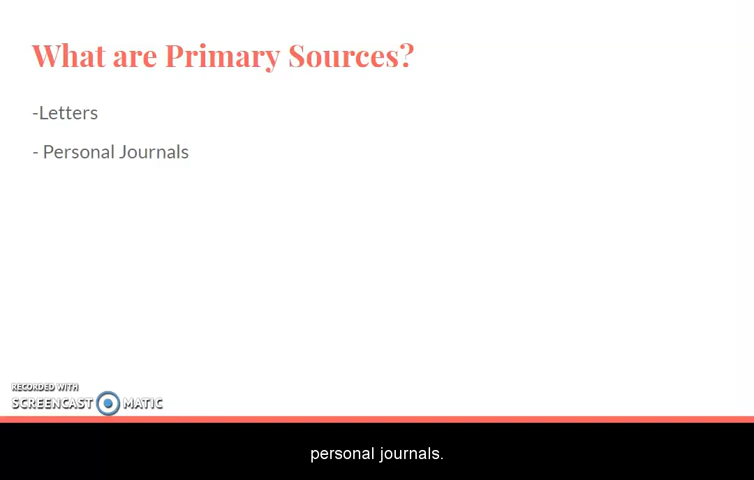 What are Primary Sources?
-Letters
- Personal Journals
RECORDED WITH
SCREENCAST MATIC
personal journals.